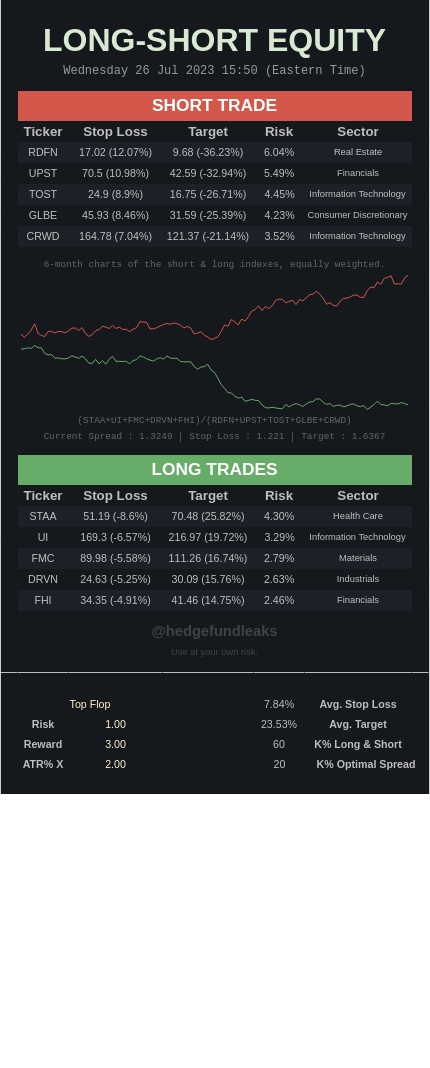 LONG-SHORT EQUITY
Wednesday 26 Jul 2023 15:50 (Eastern Time)
SHORT TRADE
Ticker Stop Loss Target Risk Sector
RDFN 17.02 (12.07%) 9.68 (-36.23%) 6.04% Real Estate
UPST 70.5 (10.98%) 42.59 (-32.94%) 5.49% Financials
TOST 24.9 (8.9%) 16.75 (-26.71%) 4.45% Information Technology
GLBE 45.93 (8.46%) 31.59 (-25.39%) 4.23% Consumer Discretionary
CRWD 164.78 (7.04%) 121.37 (-21.14%) 3.52% Information Technology
6-month charts of the short & long indexes, equally weighted.
(STAA+UI+FMC+DRVN+FHI)/(RDFN+UPST+TOST+GLBE+CRWD)
Current Spread : 1.3249 | Stop Loss : 1.221 | Target : 1.6367
LONG TRADES
Ticker Stop Loss Target Risk Sector
STAA 51.19 (-8.6%) 70.48 (25.82%) 4.30% Health Care
UI 169.3 (-6.57%) 216.97 (19.72%) 3.29% Information Technology
FMC 89.98 (-5.58%) 111.26 (16.74%) 2.79% Materials
DRVN 24.63 (-5.25%) 30.09 (15.76%) 2.63% Industrials
FHI 34.35 (-4.91%) 41.46 (14.75%) 2.46% Financials
@hedgefundleaks
Use at your own risk.
Top Flop 7.84% Avg. Stop Loss
Risk 1.00 23.53% Avg. Target
Reward 3.00 60 K% Long & Short
ATR% X 2.00 20 K% Optimal Spread